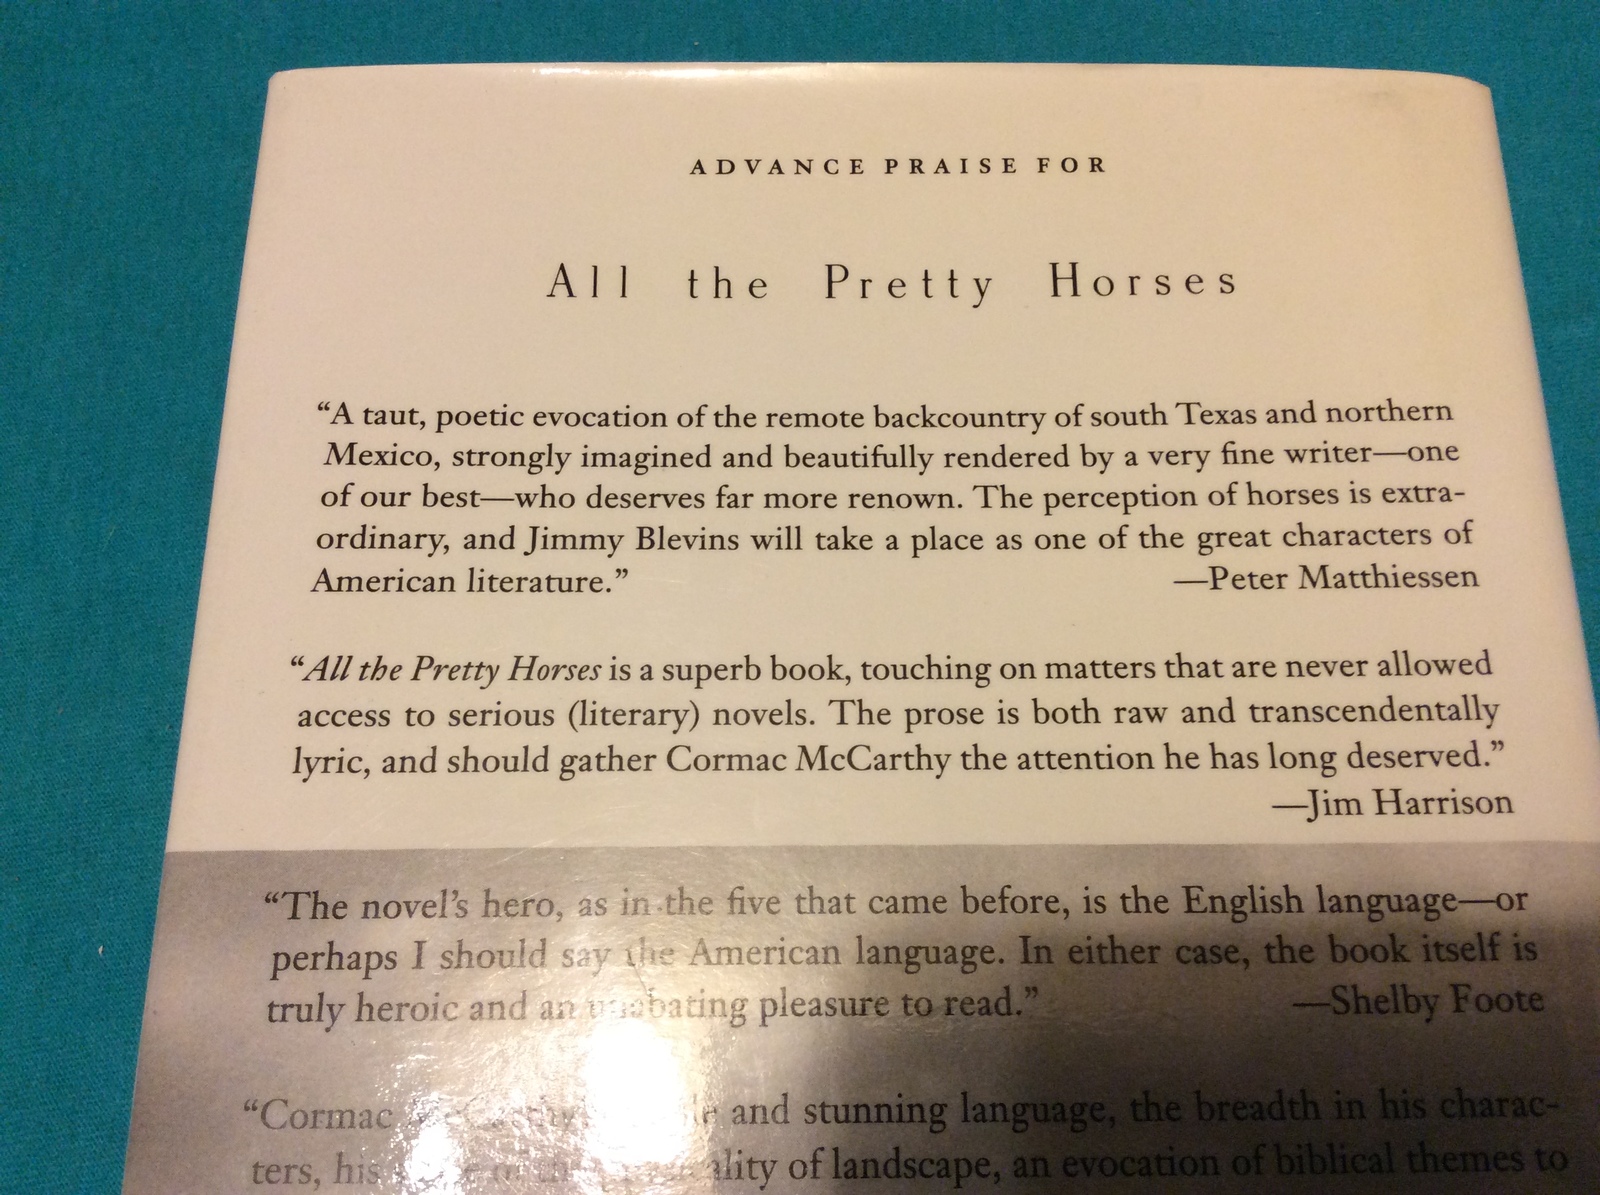 ADVANCE PRAISE FOR
All the Pretty Horses
“A taut, poetic evocation of the remote backcountry of south Texas and northern
Mexico, strongly imagined and beautifully rendered by a very fine writer—one
of our best—who deserves far more renown. The perception of horses is extra-
ordinary, and Jimmy Blevins will take a place as one of the great characters of
American literature.” —Peter Matthiessen
“All the Pretty Horses is a superb book, touching on matters that are never allowed
access to serious (literary) novels. The prose is both raw and transcendentally
lyric, and should gather Cormac McCarthy the attention he has long deserved.”
—Jim Harrison
“The novel’s hero, as in the five that came before, is the English language—or
perhaps I should say the American language. In either case, the book itself is
truly heroic and an unabating pleasure to read.” —Shelby Foote
“Cormac McCarthy’s and stunning language, the breadth in his charac-
ters, his of landscape, an evocation of biblical themes to